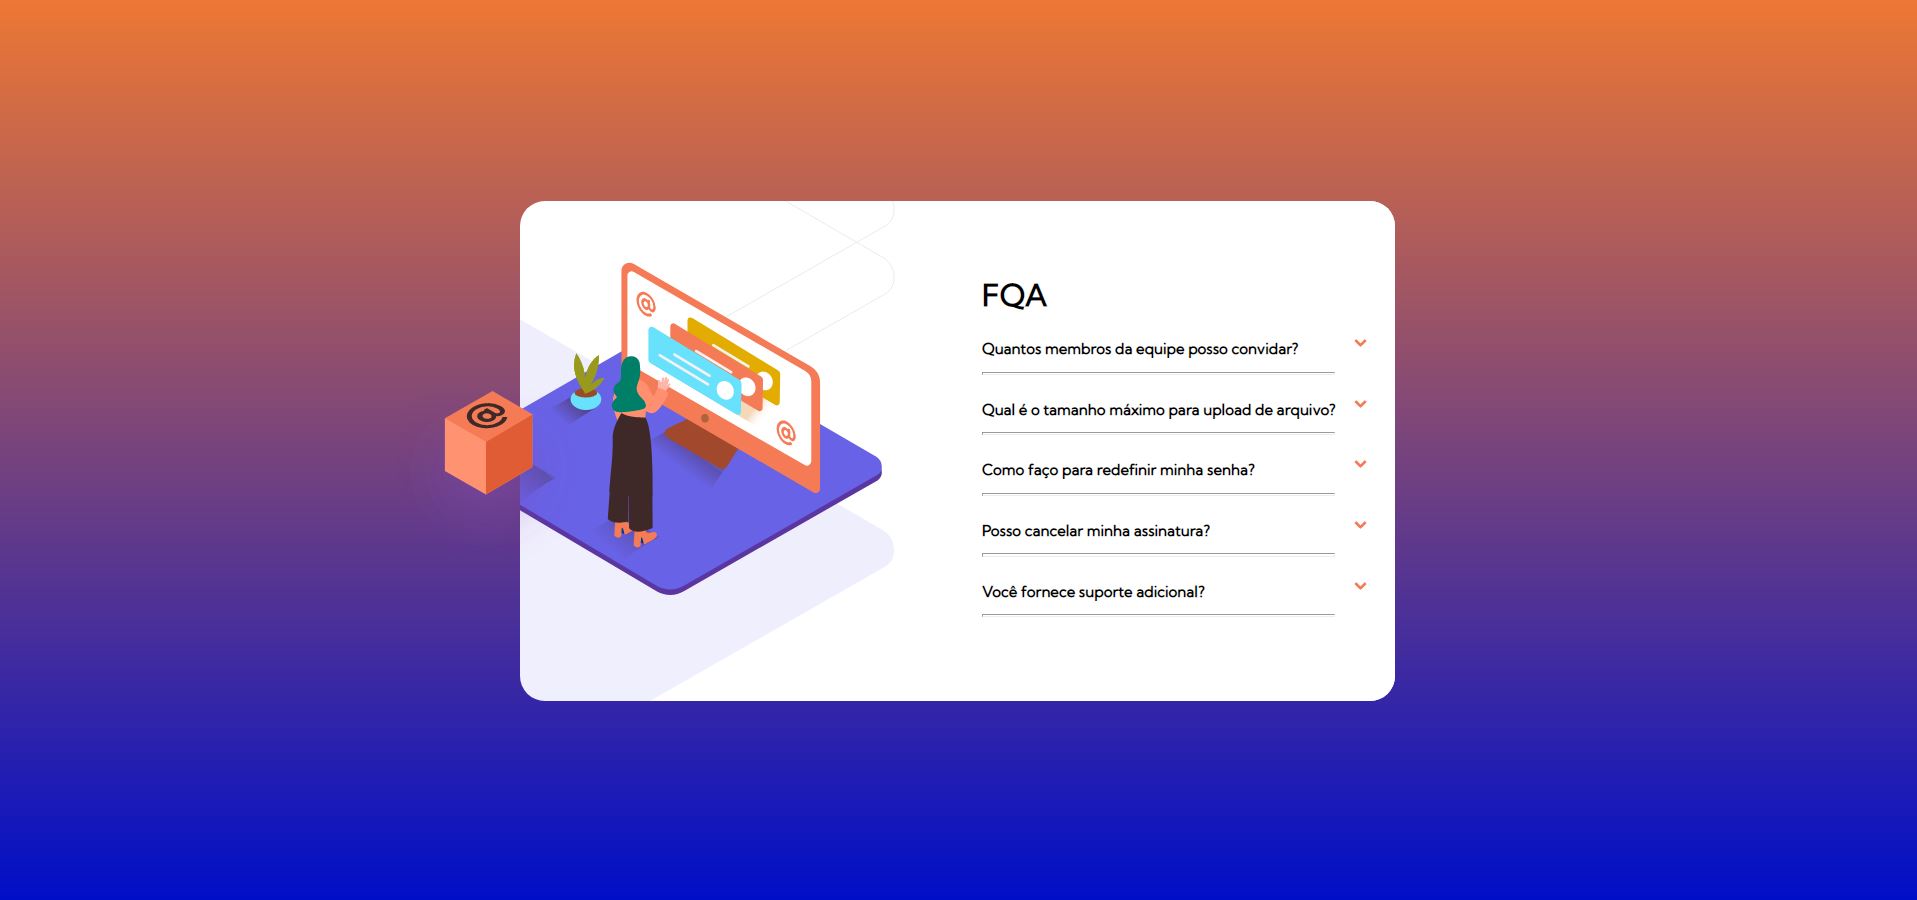 @
@
@
FQA
Quantos membros da equipe posso convidar?
Qual é o tamanho máximo para upload de arquivo?
Como faço para redefinir minha senha?
Posso cancelar minha assinatura?
Você fornece suporte adicional?